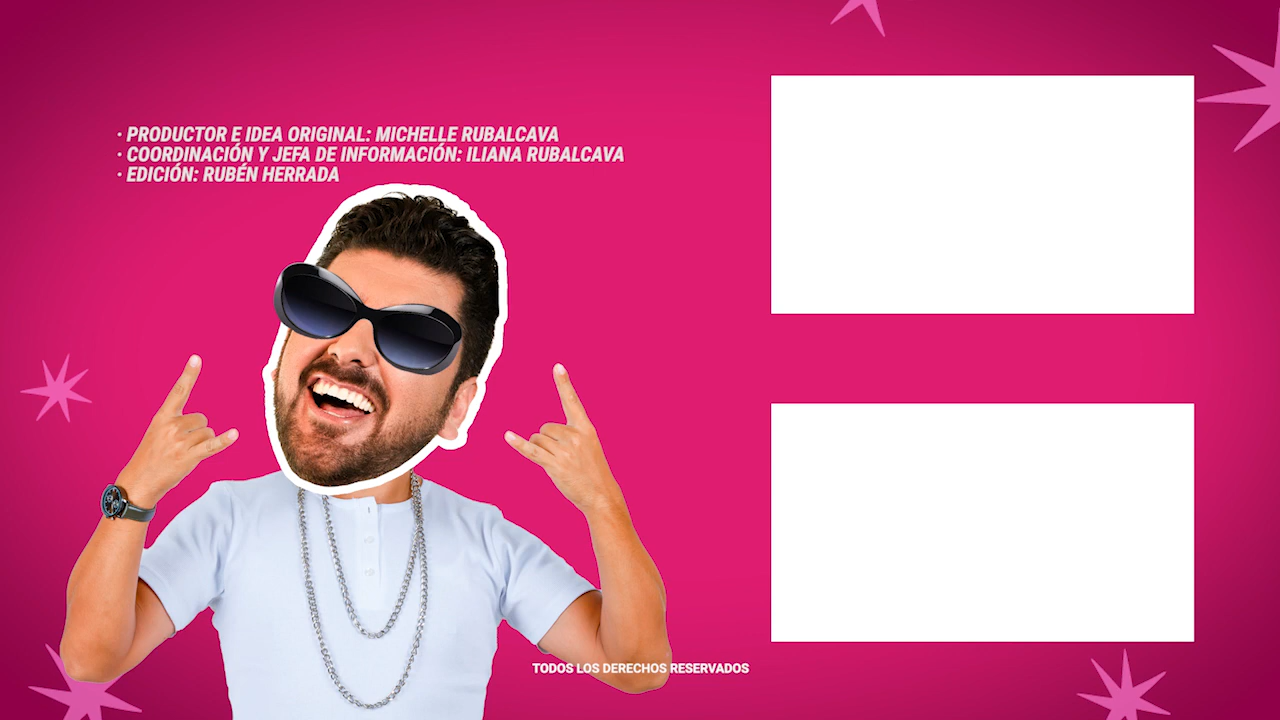 · PRODUCTOR E IDEA ORIGINAL: MICHELLE RUBALCAVA
· COORDINACIÓN Y JEFA DE INFORMACIÓN: ILIANA RUBALCAVA
· EDICIÓN: RUBÉN HERRADA
TODOS LOS DERECHOS RESERVADOS